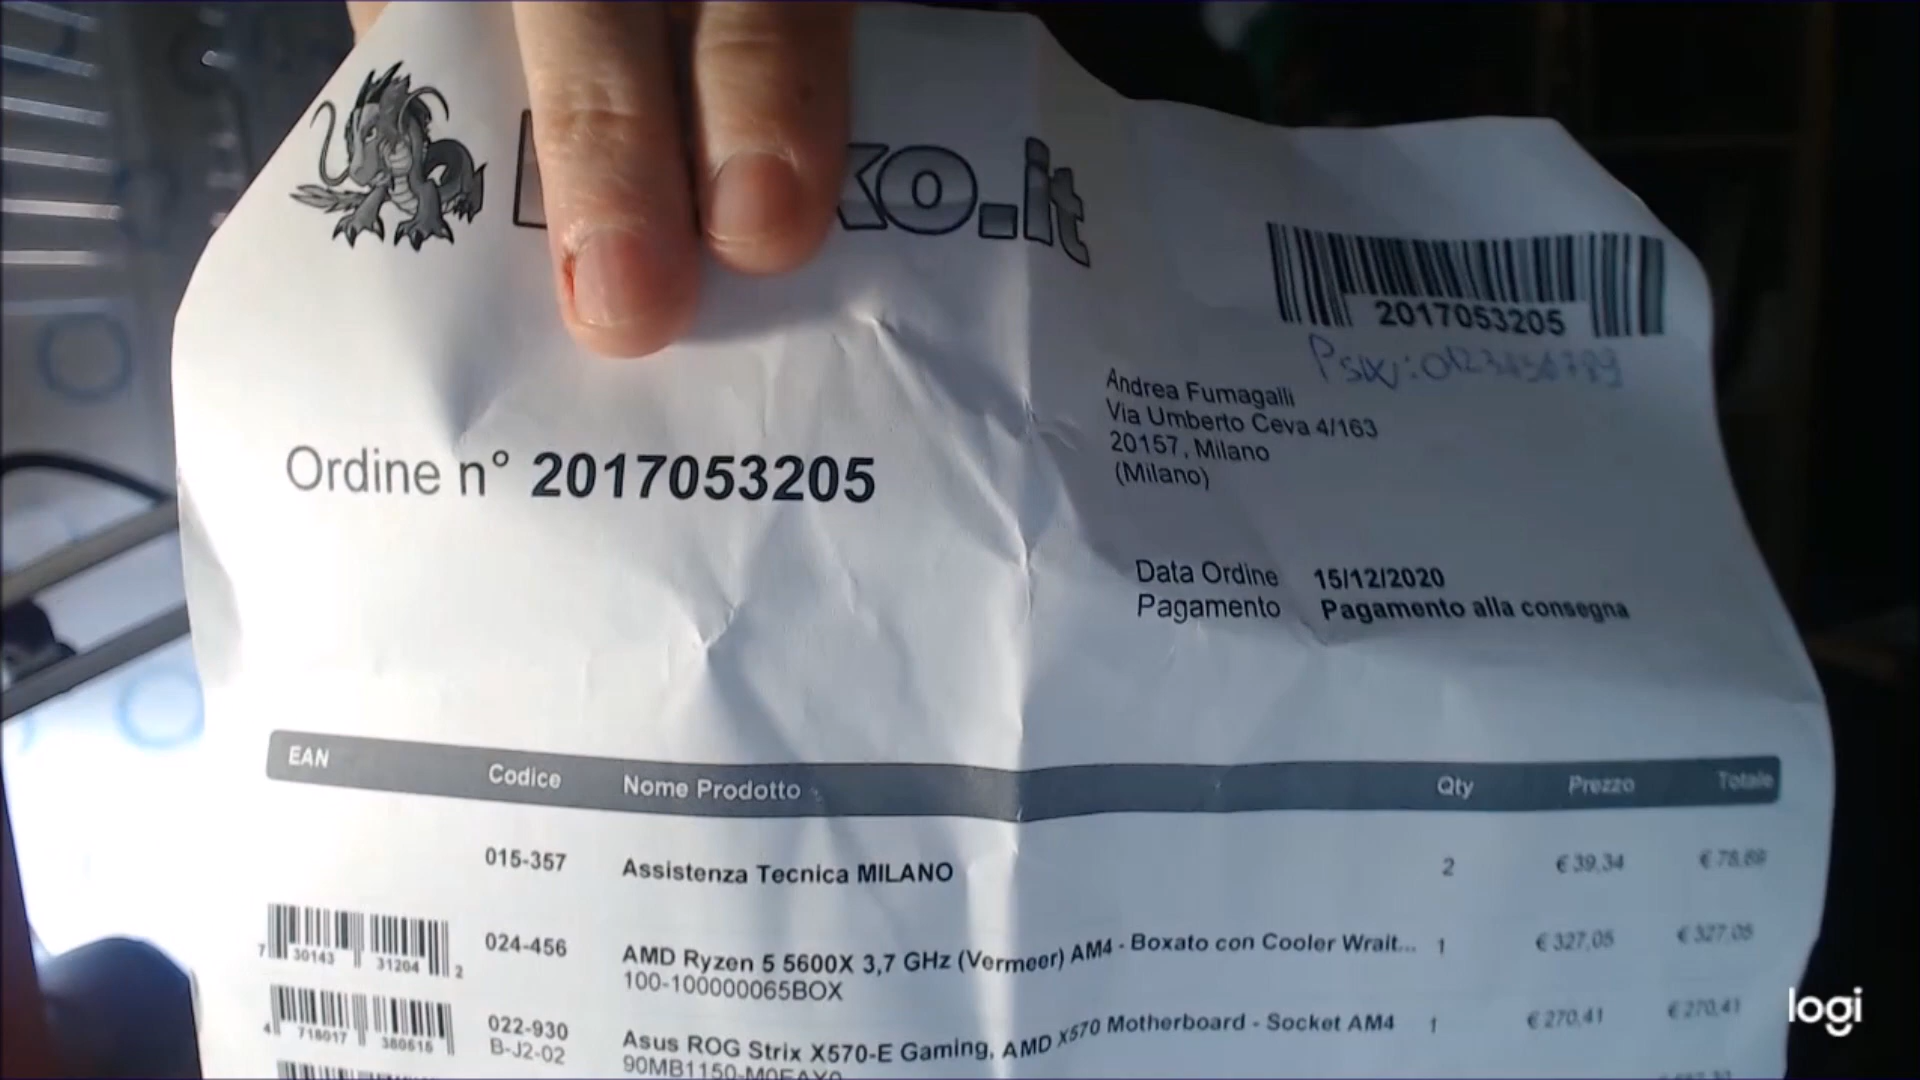 ko.it
2017053205
Psw: 0123456789
Andrea Fumagalli
Via Umberto Ceva 4/163
20157, Milano
(Milano)
Ordine n° 2017053205
Data Ordine 15/12/2020
Pagamento Pagamento alla consegna
EAN Codice Nome Prodotto Qty Prezzo Totale
015-357 Assistenza Tecnica MILANO 2 € 39,34 € 78,69
024-456 AMD Ryzen 5 5600X 3,7 GHz (Vermeer) AM4 - Boxato con Cooler Wrait... 1 € 327,05 € 327,05
7 30143 31204 2
100-100000065BOX
022-930 Asus ROG Strix X570-E Gaming, AMD X570 Motherboard - Socket AM4 1 € 270,41 € 270,41
4 718017 380515
B-J2-02 90MB1150-M0EAY0
logi